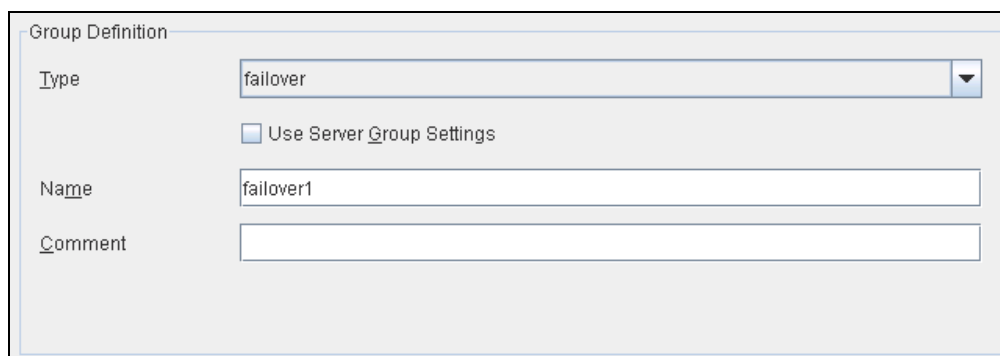 Group Definition
Type failover
Use Server Group Settings
Name failover1
Comment